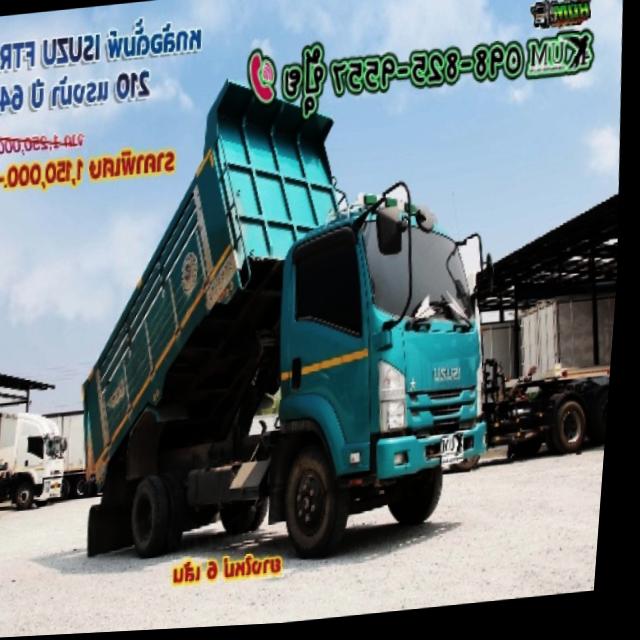 หกล้อดั้มพ์ ISUZU FTR
210 แรงม้า ปี 64
ราคาพิเศษ 1,150,000.-
098-825-9557 จุ๋ย
ISUZU
ยางใหม่ 6 เส้น